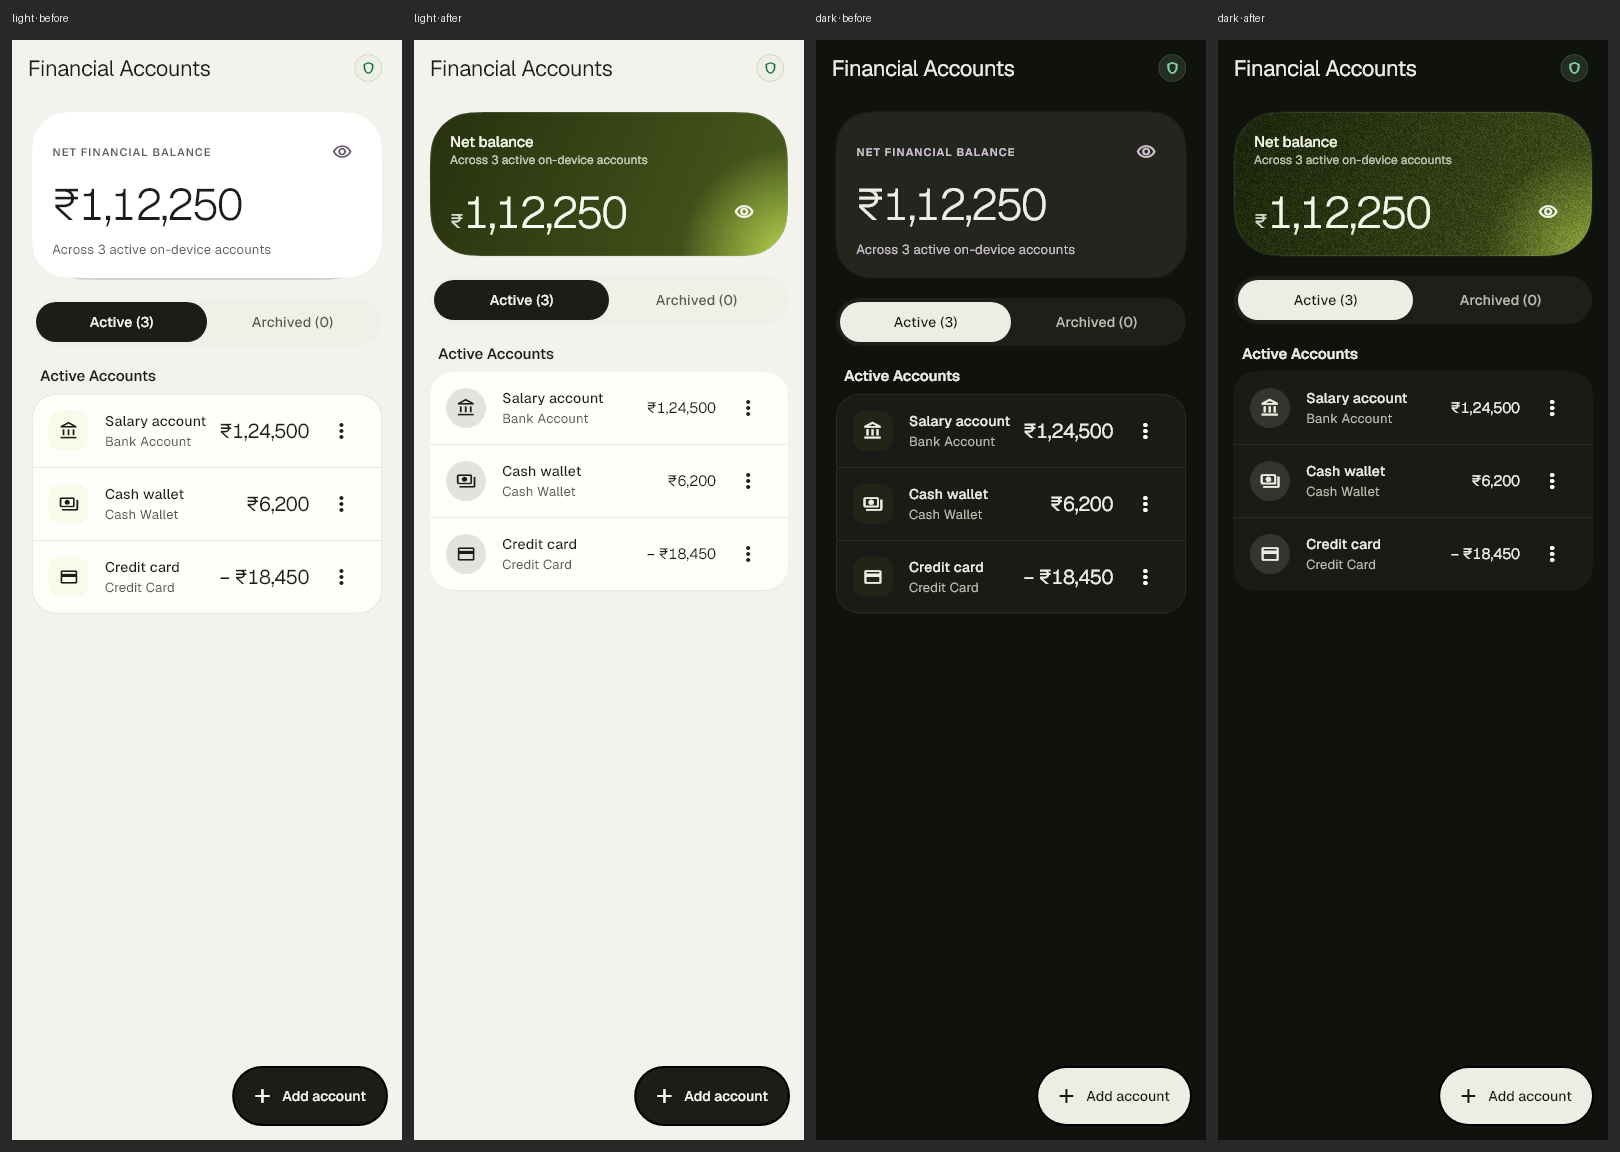 light·before
Financial Accounts
NET FINANCIAL BALANCE
₹1,12,250
Across 3 active on-device accounts
Active (3)
Archived (0)
Active Accounts
Salary account
Bank Account
₹1,24,500
Cash wallet
Cash Wallet
₹6,200
Credit card
Credit Card
– ₹18,450
+ Add account
light·after
Financial Accounts
Net balance
Across 3 active on-device accounts
₹1,12,250
Active (3)
Archived (0)
Active Accounts
Salary account
Bank Account
₹1,24,500
Cash wallet
Cash Wallet
₹6,200
Credit card
Credit Card
– ₹18,450
+ Add account
dark·before
Financial Accounts
NET FINANCIAL BALANCE
₹1,12,250
Across 3 active on-device accounts
Active (3)
Archived (0)
Active Accounts
Salary account
Bank Account
₹1,24,500
Cash wallet
Cash Wallet
₹6,200
Credit card
Credit Card
– ₹18,450
+ Add account
dark·after
Financial Accounts
Net balance
Across 3 active on-device accounts
₹1,12,250
Active (3)
Archived (0)
Active Accounts
Salary account
Bank Account
₹1,24,500
Cash wallet
Cash Wallet
₹6,200
Credit card
Credit Card
– ₹18,450
+ Add account